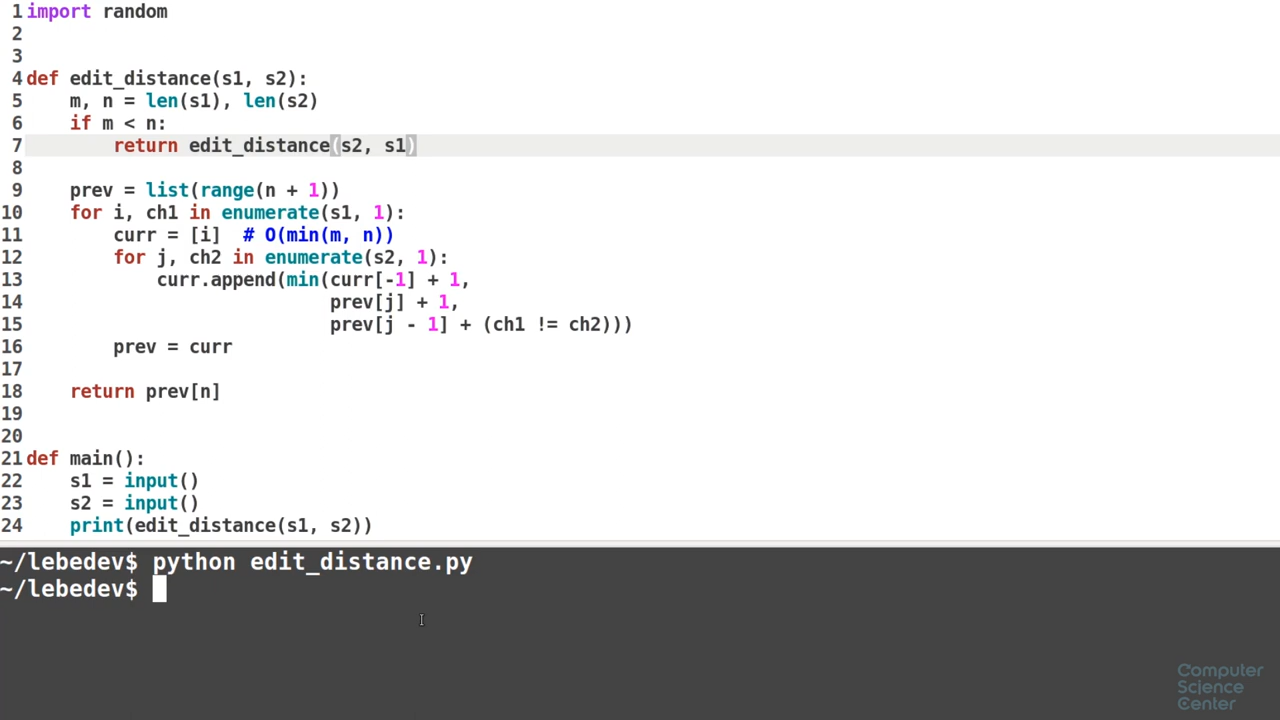 1 import random
2
3
4 def edit_distance(s1, s2):
5     m, n = len(s1), len(s2)
6     if m < n:
7         return edit_distance(s2, s1)
8
9     prev = list(range(n + 1))
10     for i, ch1 in enumerate(s1, 1):
11         curr = [i]  # O(min(m, n))
12         for j, ch2 in enumerate(s2, 1):
13             curr.append(min(curr[-1] + 1,
14                             prev[j] + 1,
15                             prev[j - 1] + (ch1 != ch2)))
16         prev = curr
17
18     return prev[n]
19
20
21 def main():
22     s1 = input()
23     s2 = input()
24     print(edit_distance(s1, s2))
~/lebedev$ python edit_distance.py
~/lebedev$
Computer
Science
Center